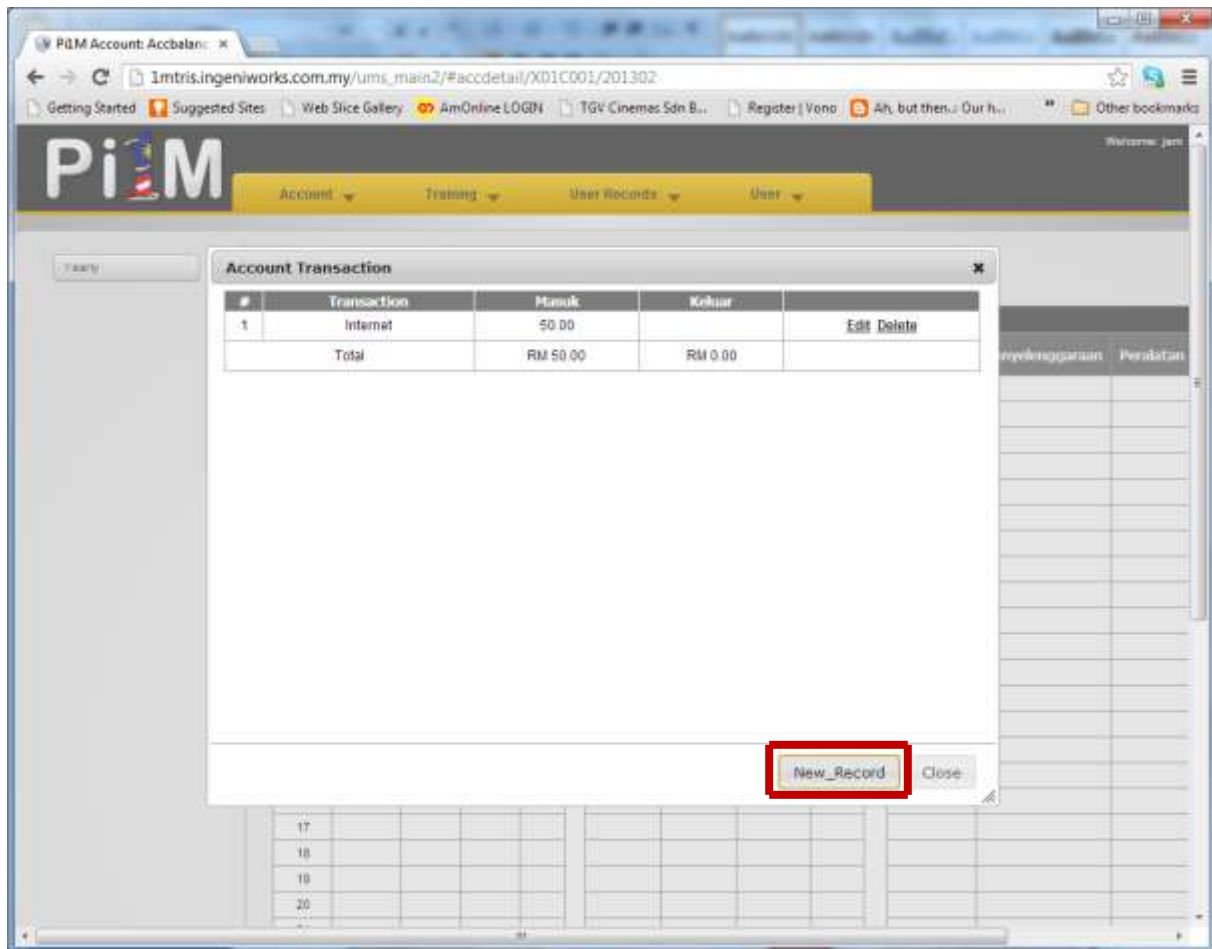 Pi1M Account: Accbalanc
1mtris.ingeniworks.com.my/ums_main2/#accdetail/X01C001/201302
Getting Started Suggested Sites Web Slice Gallery AmOnline LOGIN TGV Cinemas Sdn B... Register | Vono Ah, but then..: Our h... Other bookmarks
Welcome: jam
Pi1M
Account Training User Records User
Yearly
Account Transaction
# Transaction Masuk Keluar
1 Internet 50.00 Edit Delete
Total RM 50.00 RM 0.00
nyelenggaraan Peralatan
New_Record Close
17
18
19
20